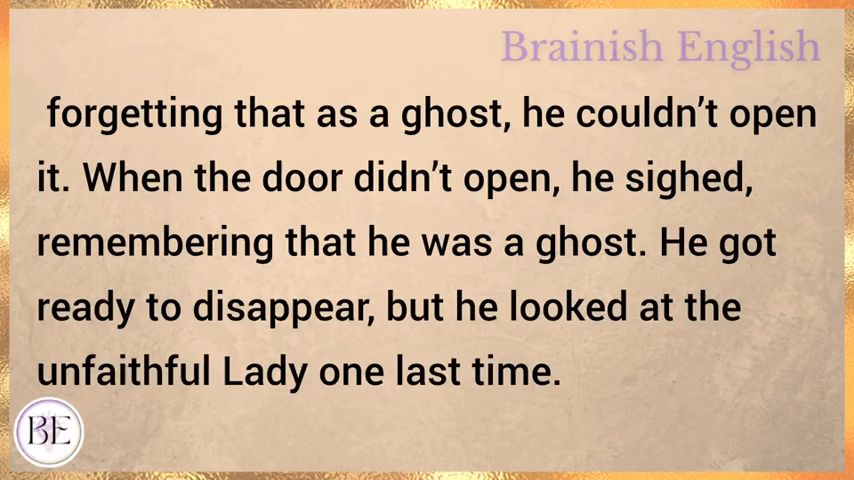 Brainish English
forgetting that as a ghost, he couldn’t open
it. When the door didn’t open, he sighed,
remembering that he was a ghost. He got
ready to disappear, but he looked at the
unfaithful Lady one last time.
BE